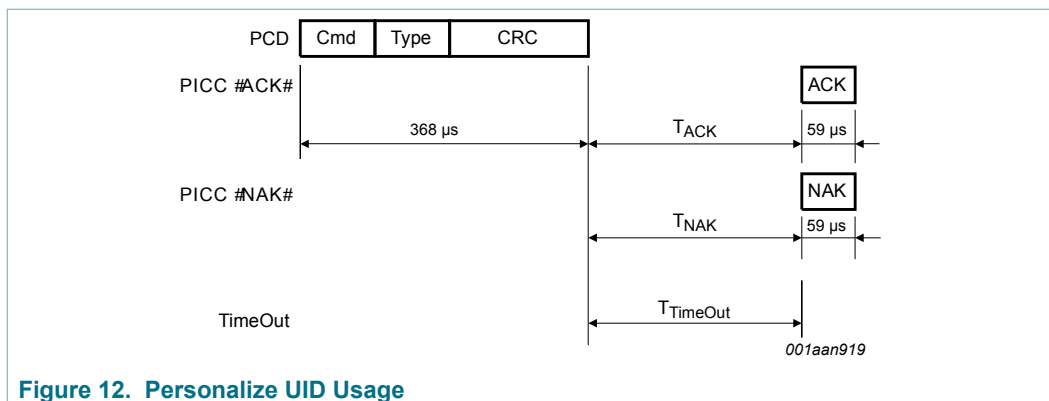 PCD Cmd Type CRC
PICC #ACK# ACK
368 µs TACK 59 µs
PICC #NAK# NAK
TNAK 59 µs
TimeOut TTimeOut
001aan919
Figure 12. Personalize UID Usage